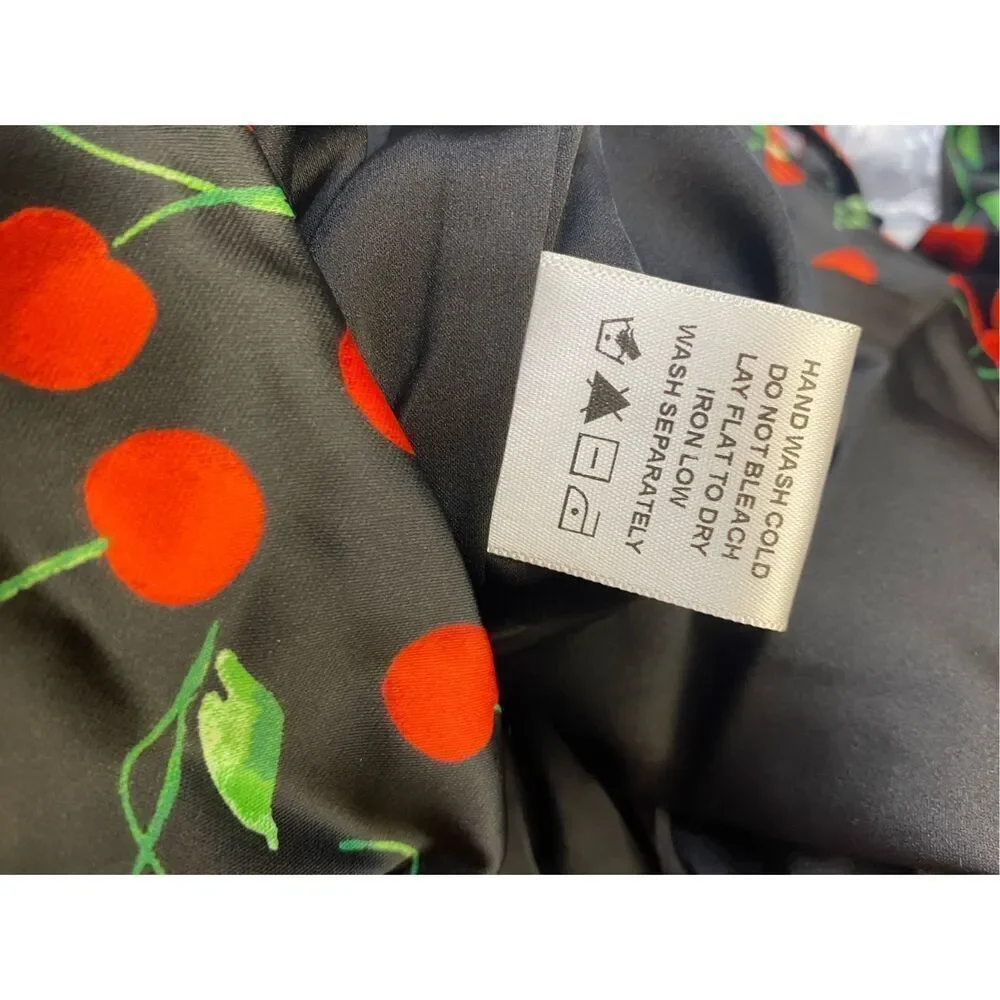 HAND WASH COLD
DO NOT BLEACH
LAY FLAT TO DRY
IRON LOW
WASH SEPARATELY